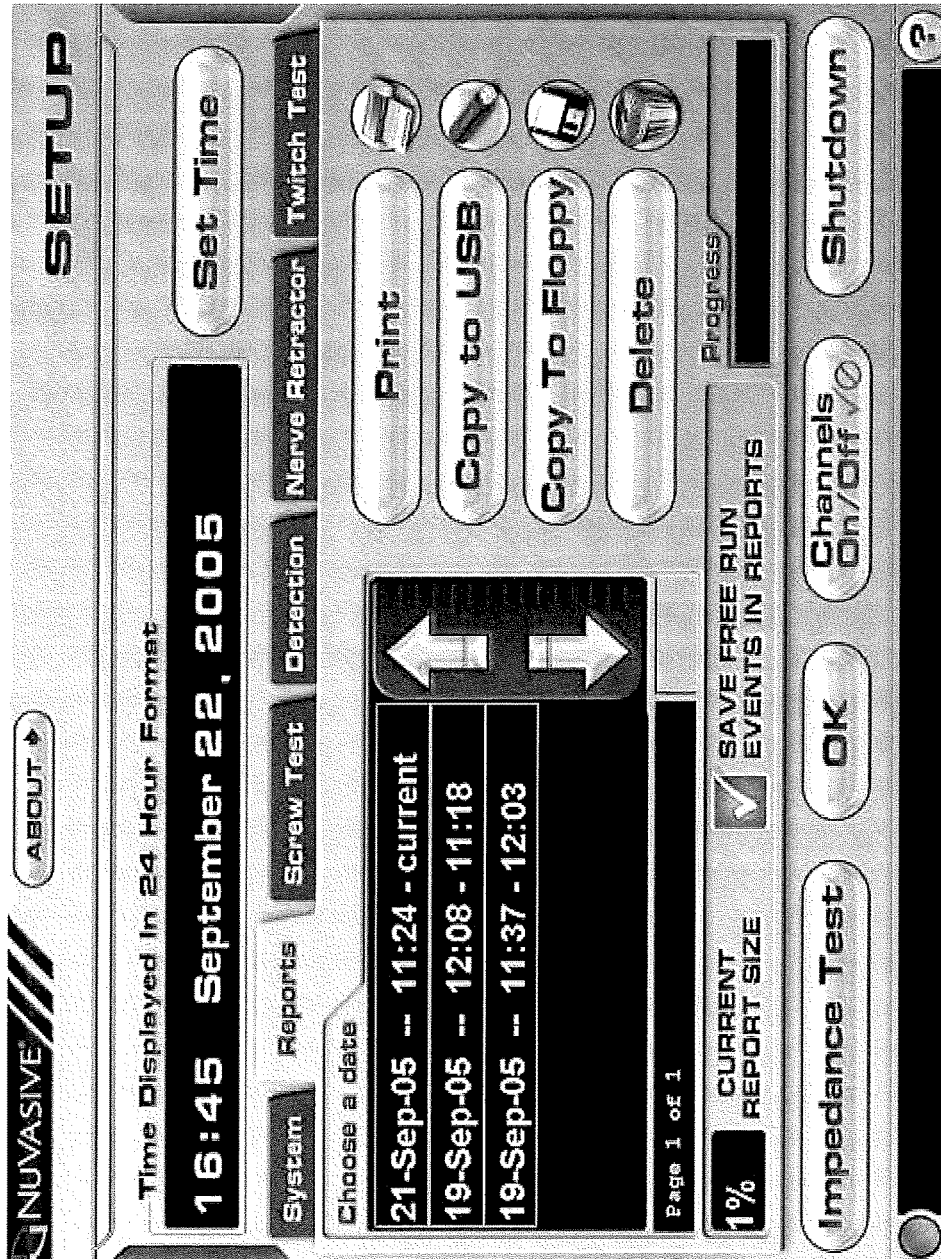 NUVASIVE
ABOUT
SETUP
Time Displayed In 24 Hour Format
16:45 September 22, 2005
Set Time
System
Reports
Screw Test
Detection
Nerve Retractor
Twitch Test
Choose a date
21-Sep-05 -- 11:24 - current
19-Sep-05 -- 12:08 - 11:18
19-Sep-05 -- 11:37 - 12:03
Page 1 of 1
Print
Copy to USB
Copy To Floppy
Delete
1%
CURRENT
REPORT SIZE
SAVE FREE RUN
EVENTS IN REPORTS
Progress
Impedance Test
OK
Channels
On/Off
Shutdown
?